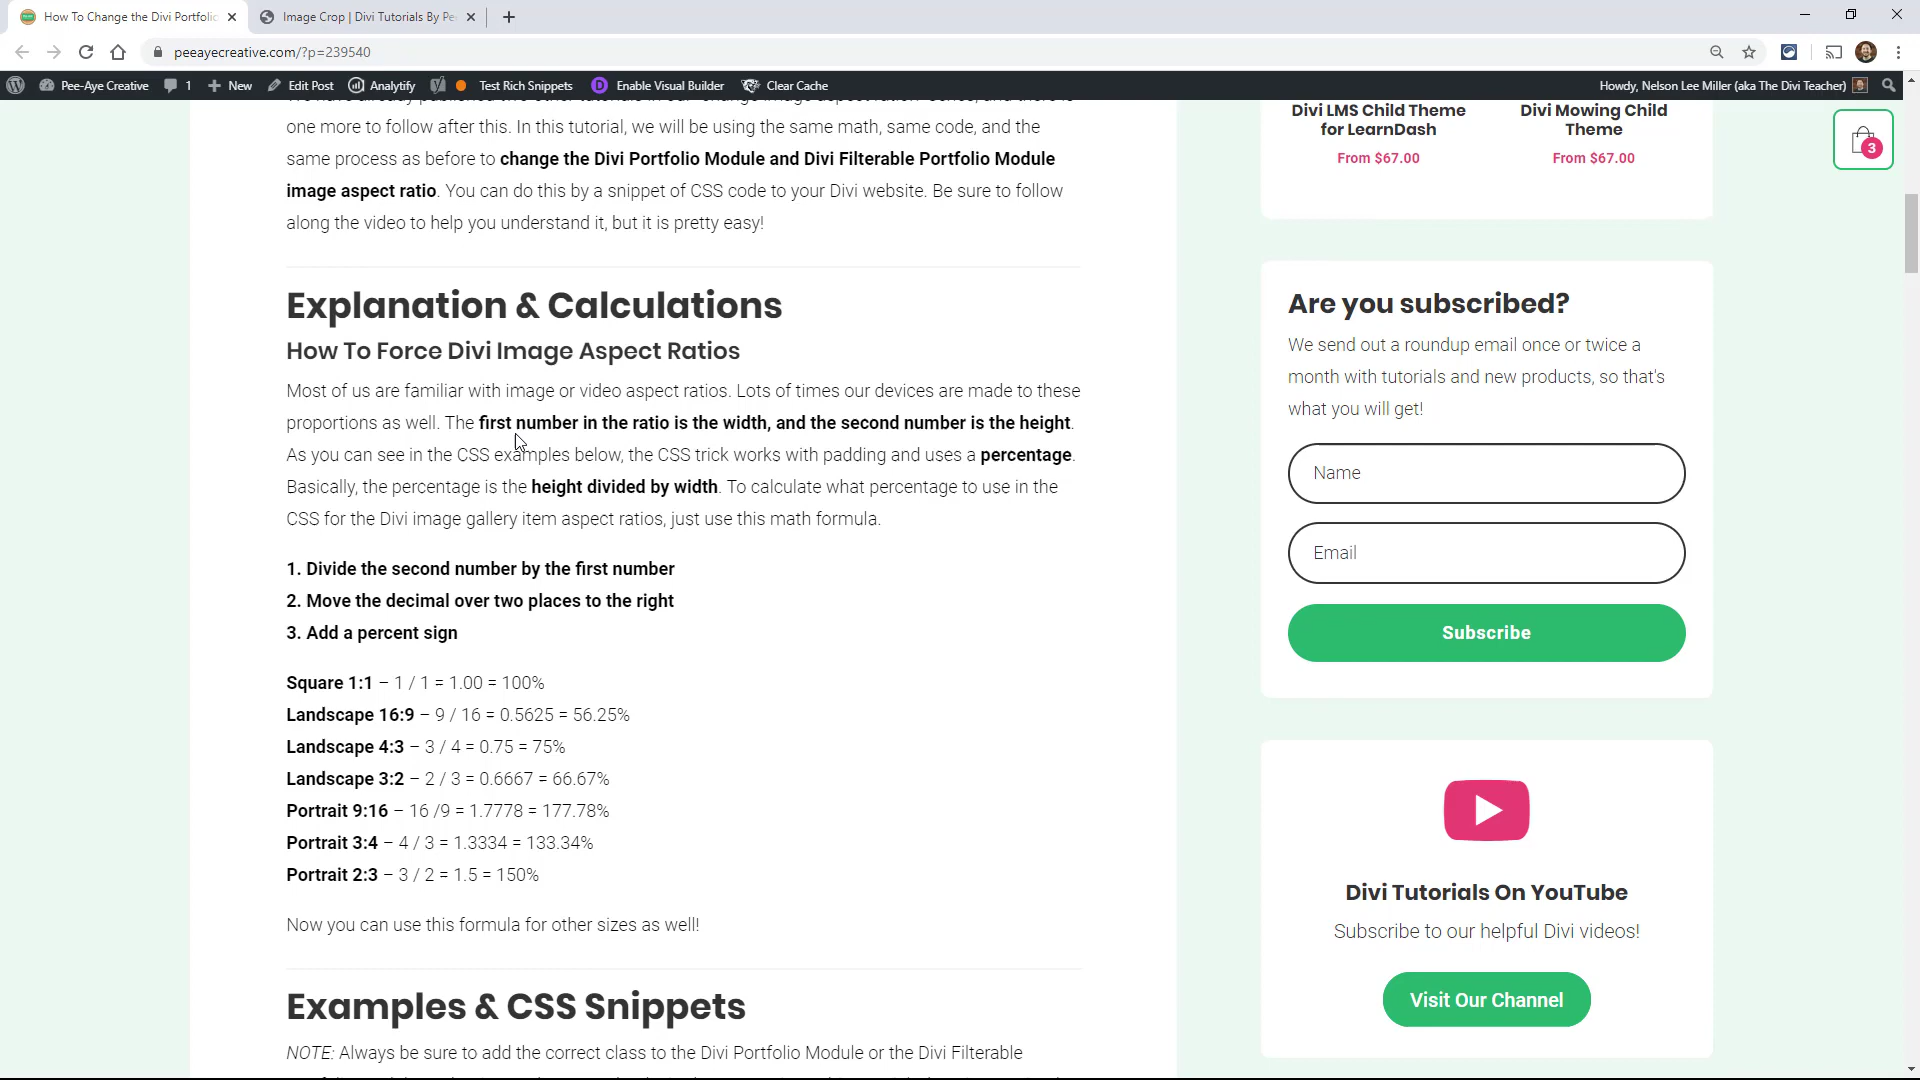 How To Change the Divi Portfolio
Image Crop | Divi Tutorials By Pe
peeayecreative.com/?p=239540
Pee-Aye Creative
1
New
Edit Post
Analytify
Test Rich Snippets
D
Enable Visual Builder
Clear Cache
Howdy, Nelson Lee Miller (aka The Divi Teacher)
one more to follow after this. In this tutorial, we will be using the same math, same code, and the
same process as before to change the Divi Portfolio Module and Divi Filterable Portfolio Module
image aspect ratio. You can do this by a snippet of CSS code to your Divi website. Be sure to follow
along the video to help you understand it, but it is pretty easy!
Explanation & Calculations
How To Force Divi Image Aspect Ratios
Most of us are familiar with image or video aspect ratios. Lots of times our devices are made to these
proportions as well. The first number in the ratio is the width, and the second number is the height.
As you can see in the CSS examples below, the CSS trick works with padding and uses a percentage.
Basically, the percentage is the height divided by width. To calculate what percentage to use in the
CSS for the Divi image gallery item aspect ratios, just use this math formula.
1. Divide the second number by the first number
2. Move the decimal over two places to the right
3. Add a percent sign
Square 1:1 – 1 / 1 = 1.00 = 100%
Landscape 16:9 – 9 / 16 = 0.5625 = 56.25%
Landscape 4:3 – 3 / 4 = 0.75 = 75%
Landscape 3:2 – 2 / 3 = 0.6667 = 66.67%
Portrait 9:16 – 16 /9 = 1.7778 = 177.78%
Portrait 3:4 – 4 / 3 = 1.3334 = 133.34%
Portrait 2:3 – 3 / 2 = 1.5 = 150%
Now you can use this formula for other sizes as well!
Examples & CSS Snippets
NOTE: Always be sure to add the correct class to the Divi Portfolio Module or the Divi Filterable
Divi LMS Child Theme
for LearnDash
From $67.00
Divi Mowing Child
Theme
From $67.00
3
Are you subscribed?
We send out a roundup email once or twice a
month with tutorials and new products, so that's
what you will get!
Name
Email
Subscribe
Divi Tutorials On YouTube
Subscribe to our helpful Divi videos!
Visit Our Channel